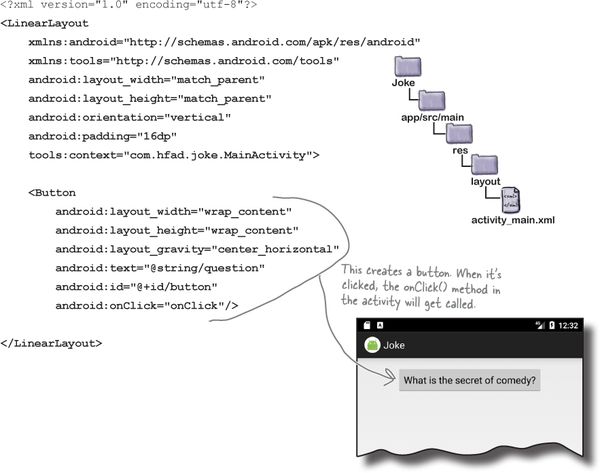 <?xml version="1.0" encoding="utf-8"?>
<LinearLayout
xmlns:android="http://schemas.android.com/apk/res/android"
xmlns:tools="http://schemas.android.com/tools"
android:layout_width="match_parent"
android:layout_height="match_parent"
android:orientation="vertical"
android:padding="16dp"
tools:context="com.hfad.joke.MainActivity">
<Button
android:layout_width="wrap_content"
android:layout_height="wrap_content"
android:layout_gravity="center_horizontal"
android:text="@string/question"
android:id="@+id/button"
android:onClick="onClick"/>
</LinearLayout>
Joke
app/src/main
res
layout
<xml>
</xml>
activity_main.xml
This creates a button. When it's
clicked, the onClick() method in
the activity will get called.
A
4G
12:32
Joke
What is the secret of comedy?